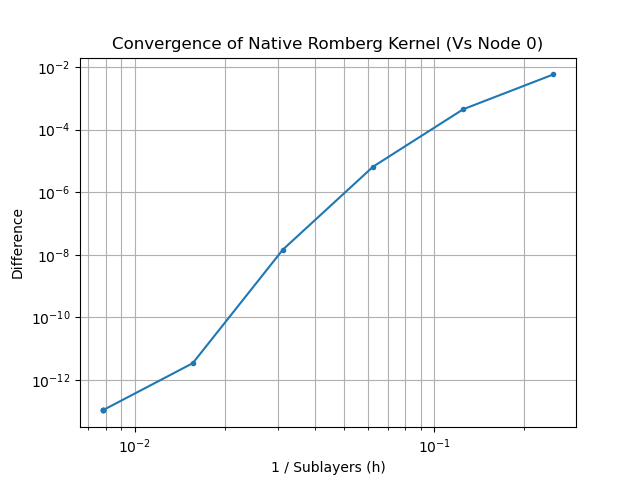 Convergence of Native Romberg Kernel (Vs Node 0)
10⁻²
10⁻⁴
10⁻⁶
10⁻⁸
10⁻¹⁰
10⁻¹²
Difference
10⁻²
10⁻¹
1 / Sublayers (h)